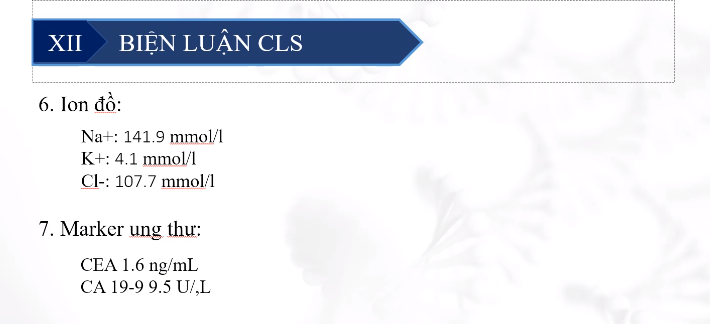 XII BIỆN LUẬN CLS
6. Ion đồ:
Na+: 141.9 mmol/l
K+: 4.1 mmol/l
Cl-: 107.7 mmol/l
7. Marker ung thư:
CEA 1.6 ng/mL
CA 19-9 9.5 U/,L